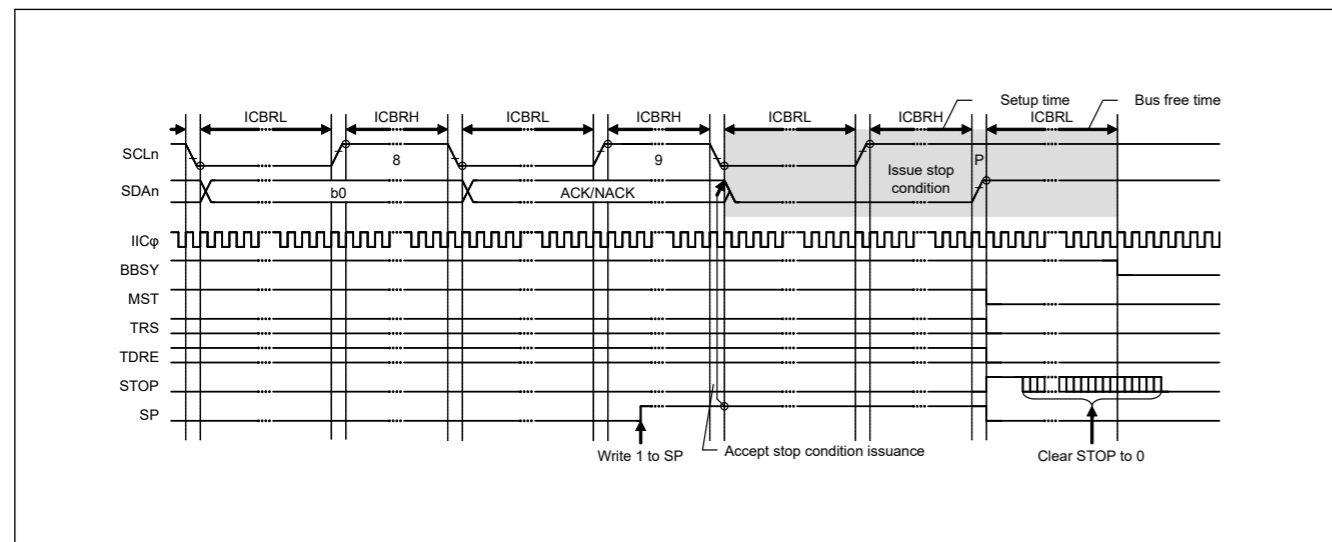 Setup time
Bus free time
ICBRL ICBRH ICBRL ICBRH ICBRL ICBRH ICBRL
SCLn 8 9 P
Issue stop
condition
SDAn b0 ACK/NACK
IICφ
BBSY
MST
TRS
TDRE
STOP
SP
Write 1 to SP
Accept stop condition issuance
Clear STOP to 0